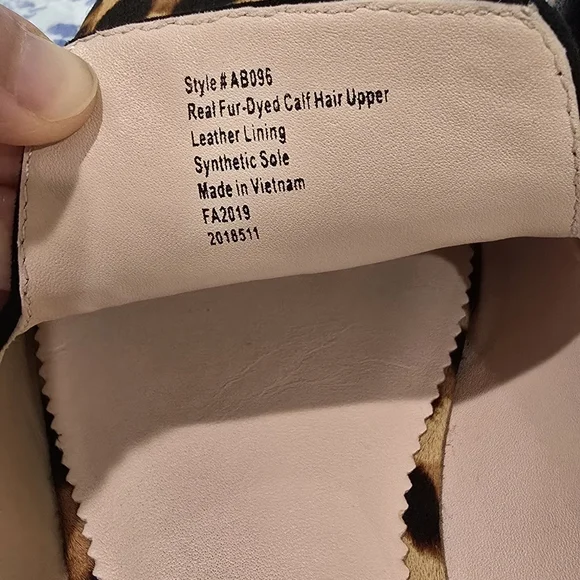 Style#AB096
Real Fur-Dyed Calf Hair Upper
Leather Lining
Synthetic Sole
Made in Vietnam
FA2019
2018511